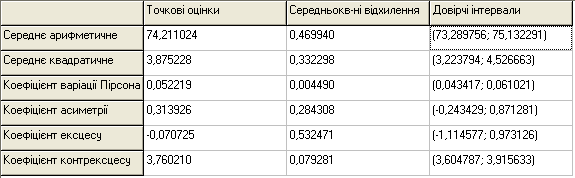 Точкові оцінки Середньокв-ні відхилення Довірчі інтервали
Середнє арифметичне 74,211024 0,469940 (73,289756; 75,132291)
Середнє квадратичне 3,875228 0,332298 (3,223794; 4,526663)
Коефіцієнт варіації Пірсона 0,052219 0,004490 (0,043417; 0,061021)
Коефіцієнт асиметрії 0,313926 0,284308 (-0,243429; 0,871281)
Коефіцієнт ексцесу -0,070725 0,532471 (-1,114577; 0,973126)
Коефіцієнт контрексцесу 3,760210 0,079281 (3,604787; 3,915633)